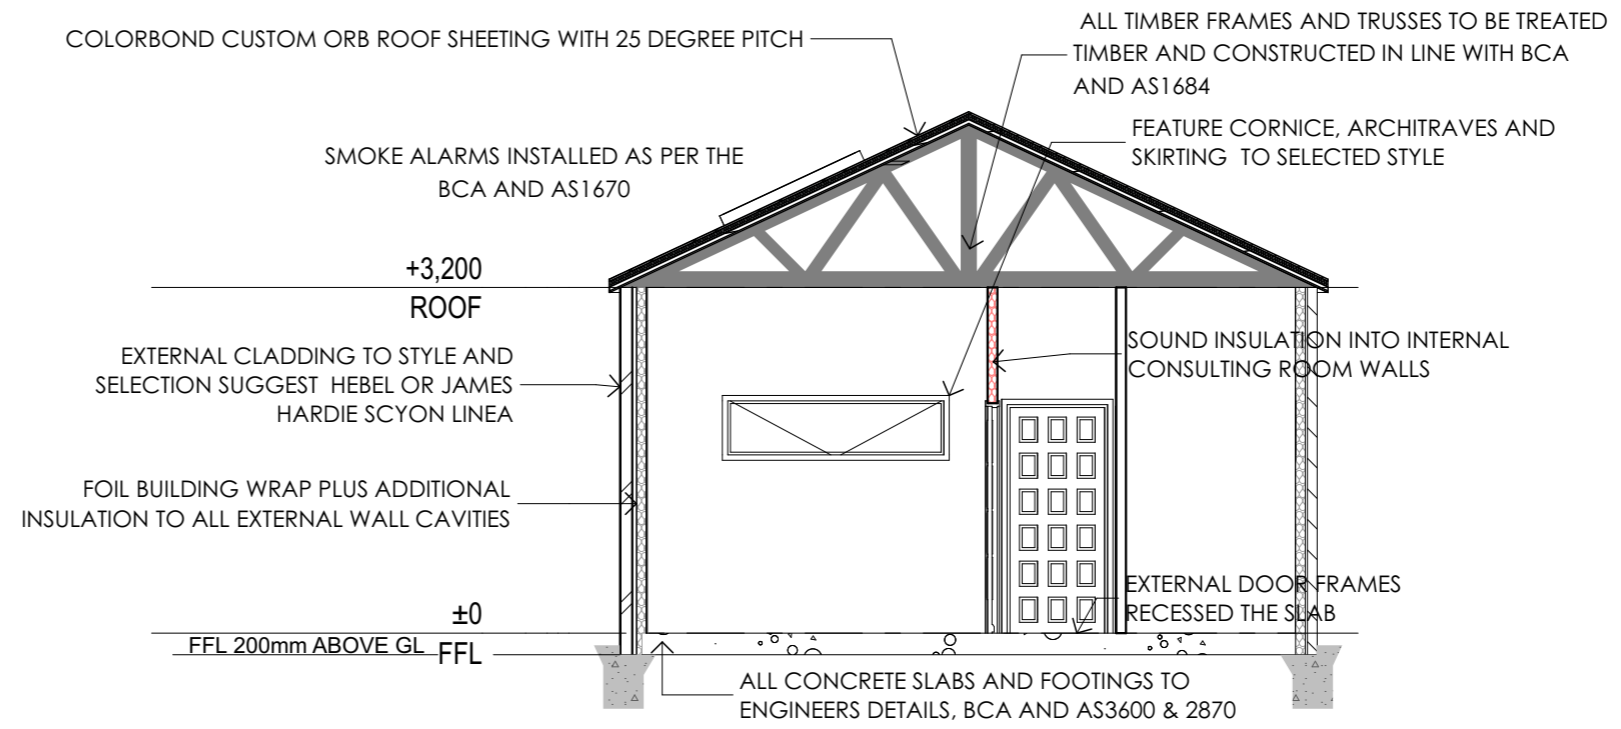 COLORBOND CUSTOM ORB ROOF SHEETING WITH 25 DEGREE PITCH
ALL TIMBER FRAMES AND TRUSSES TO BE TREATED
TIMBER AND CONSTRUCTED IN LINE WITH BCA
AND AS1684
FEATURE CORNICE, ARCHITRAVES AND
SKIRTING TO SELECTED STYLE
SMOKE ALARMS INSTALLED AS PER THE
BCA AND AS1670
+3,200
ROOF
EXTERNAL CLADDING TO STYLE AND
SELECTION SUGGEST HEBEL OR JAMES
HARDIE SCYON LINEA
SOUND INSULATION INTO INTERNAL
CONSULTING ROOM WALLS
FOIL BUILDING WRAP PLUS ADDITIONAL
INSULATION TO ALL EXTERNAL WALL CAVITIES
EXTERNAL DOOR FRAMES
RECESSED THE SLAB
±0
FFL 200mm ABOVE GL
FFL
ALL CONCRETE SLABS AND FOOTINGS TO
ENGINEERS DETAILS, BCA AND AS3600 & 2870